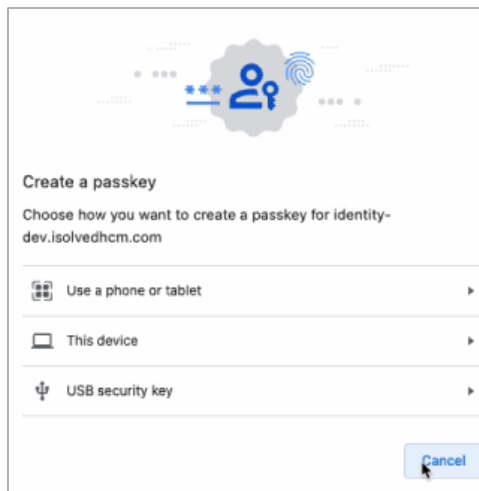 Create a passkey
Choose how you want to create a passkey for identity-
dev.isolvedhcm.com
Use a phone or tablet
This device
USB security key
Cancel